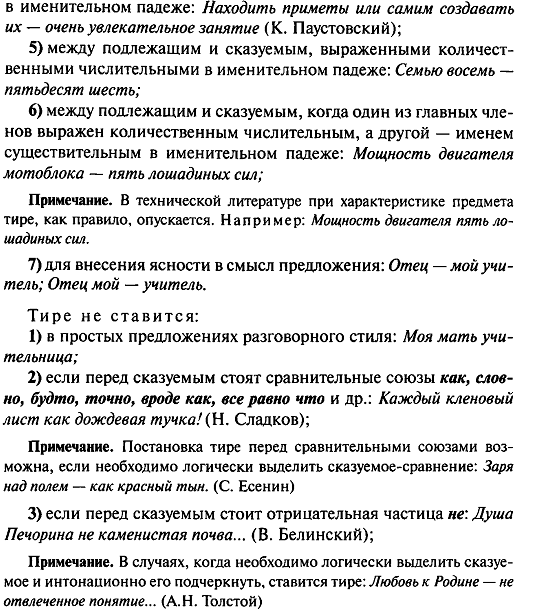 в именительном падеже: Находить приметы или самим создавать
их — очень увлекательное занятие (К. Паустовский);
5) между подлежащим и сказуемым, выраженными количест-
венными числительными в именительном падеже: Семью восемь —
пятьдесят шесть;
6) между подлежащим и сказуемым, когда один из главных чле-
нов выражен количественным числительным, а другой — именем
существительным в именительном падеже: Мощность двигателя
мотоблока — пять лошадиных сил;
Примечание. В технической литературе при характеристике предмета
тире, как правило, опускается. Например: Мощность двигателя пять ло-
шадиных сил.
7) для внесения ясности в смысл предложения: Отец — мой учи-
тель; Отец мой — учитель.
Тире не ставится:
1) в простых предложениях разговорного стиля: Моя мать учи-
тельница;
2) если перед сказуемым стоят сравнительные союзы как, слов-
но, будто, точно, вроде как, все равно что и др.: Каждый кленовый
лист как дождевая тучка! (Н. Сладков);
Примечание. Постановка тире перед сравнительными союзами воз-
можна, если необходимо логически выделить сказуемое-сравнение: Заря
над полем — как красный тын. (С. Есенин)
3) если перед сказуемым стоит отрицательная частица не: Душа
Печорина не каменистая почва... (В. Белинский);
Примечание. В случаях, когда необходимо логически выделить сказуе-
мое и интонационно его подчеркнуть, ставится тире: Любовь к Родине — не
отвлеченное понятие... (А.Н. Толстой)